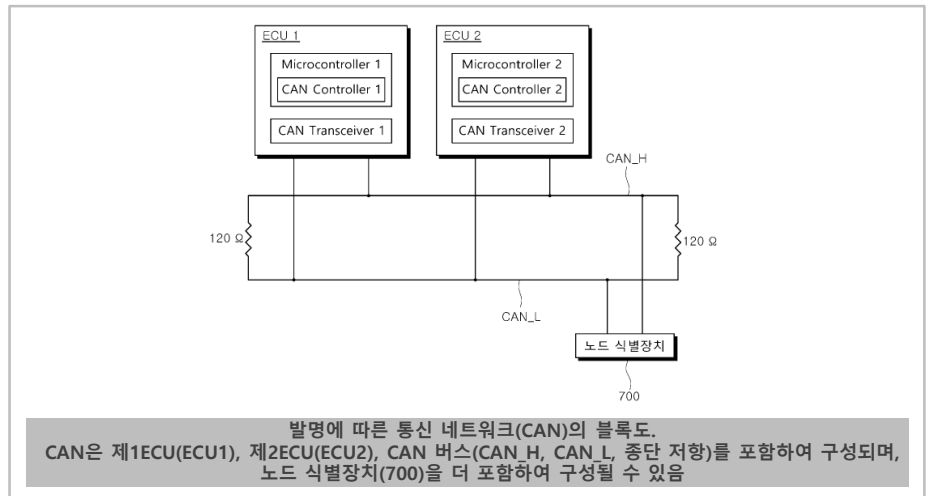 ECU 1
ECU 2
Microcontroller 1
Microcontroller 2
CAN Controller 1
CAN Controller 2
CAN Transceiver 1
CAN Transceiver 2
CAN_H
120 Ω
120 Ω
CAN_L
노드 식별장치
700
발명에 따른 통신 네트워크(CAN)의 블록도.
CAN은 제1ECU(ECU1), 제2ECU(ECU2), CAN 버스(CAN_H, CAN_L, 종단 저항)를 포함하여 구성되며,
노드 식별장치(700)을 더 포함하여 구성될 수 있음